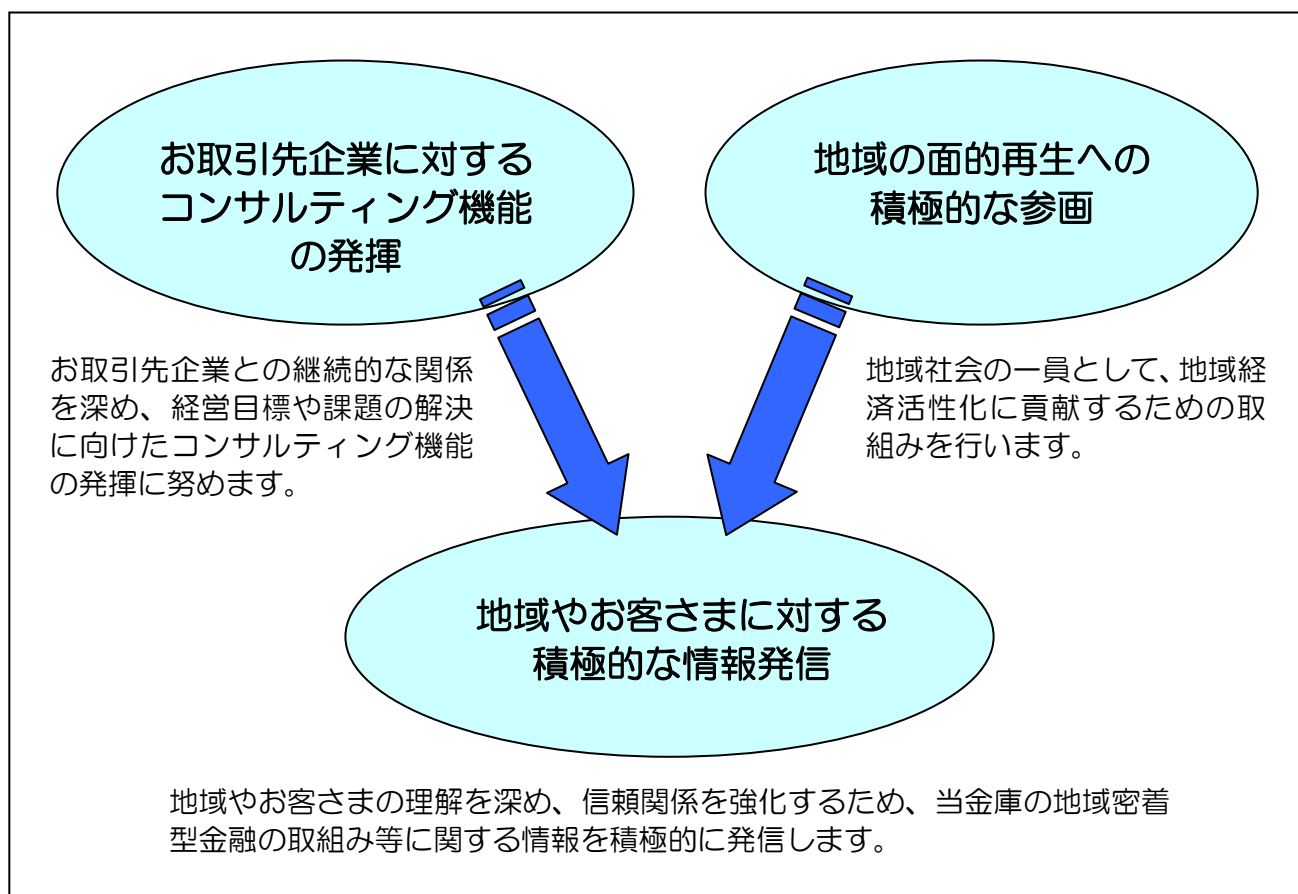 お取引先企業に対する
コンサルティング機能
の発揮
地域の面的再生への
積極的な参画
お取引先企業との継続的な関係
を深め、経営目標や課題の解決
に向けたコンサルティング機能
の発揮に努めます。
地域社会の一員として、地域経
済活性化に貢献するための取
組みを行います。
地域やお客さまに対する
積極的な情報発信
地域やお客さまの理解を深め、信頼関係を強化するため、当金庫の地域密着
型金融の取組み等に関する情報を積極的に発信します。